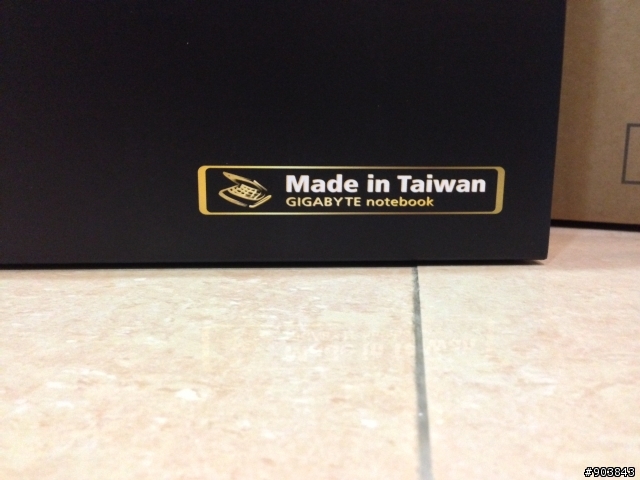 Made in Taiwan
GIGABYTE notebook
#903843